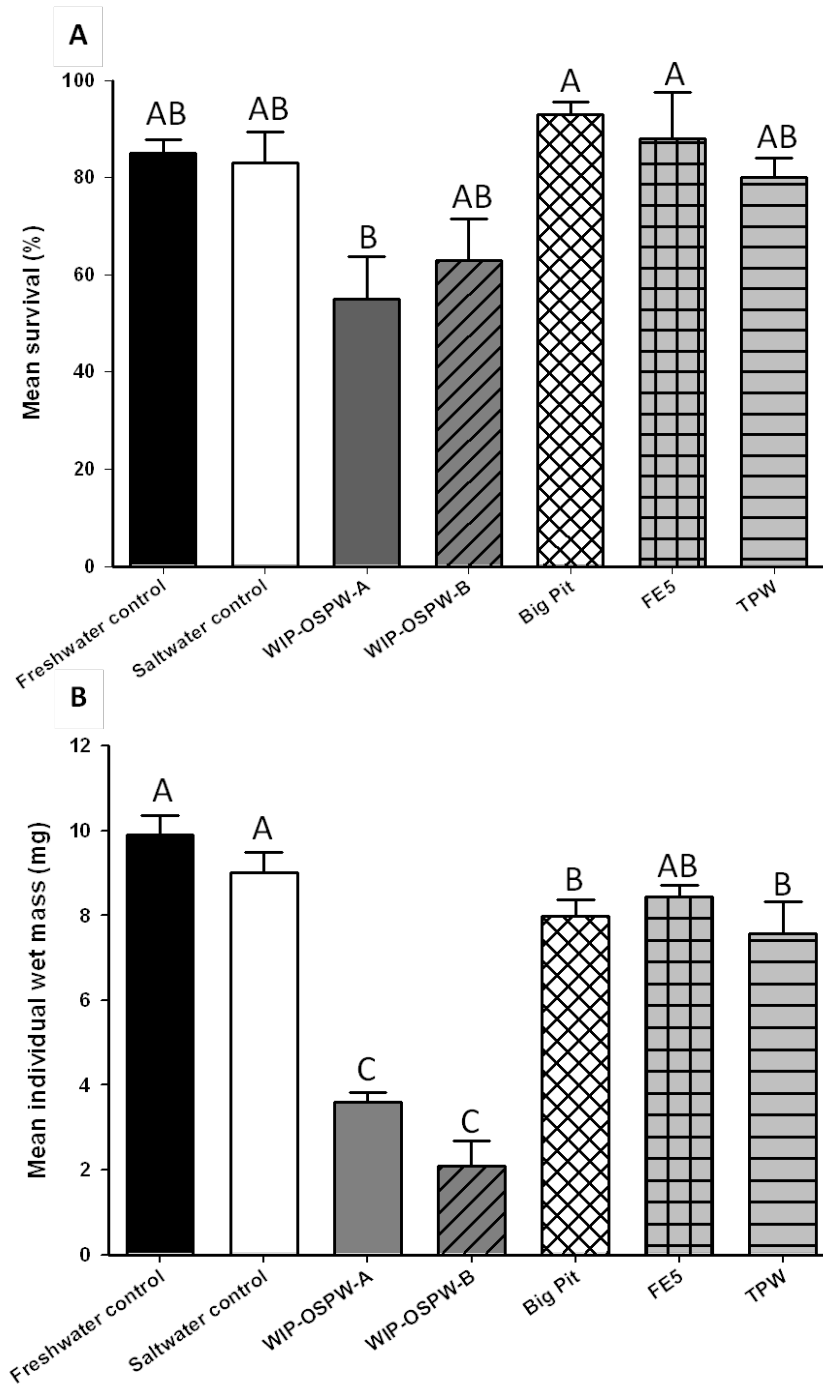 A
Mean survival (%)
100
80
60
40
20
0
AB
AB
B
AB
A
A
AB
Freshwater control
Saltwater control
WIP-OSPW-A
WIP-OSPW-B
Big Pit
FE5
TPW
B
Mean individual wet mass (mg)
12
10
8
6
4
2
0
A
A
C
C
B
AB
B
Freshwater control
Saltwater control
WIP-OSPW-A
WIP-OSPW-B
Big Pit
FE5
TPW